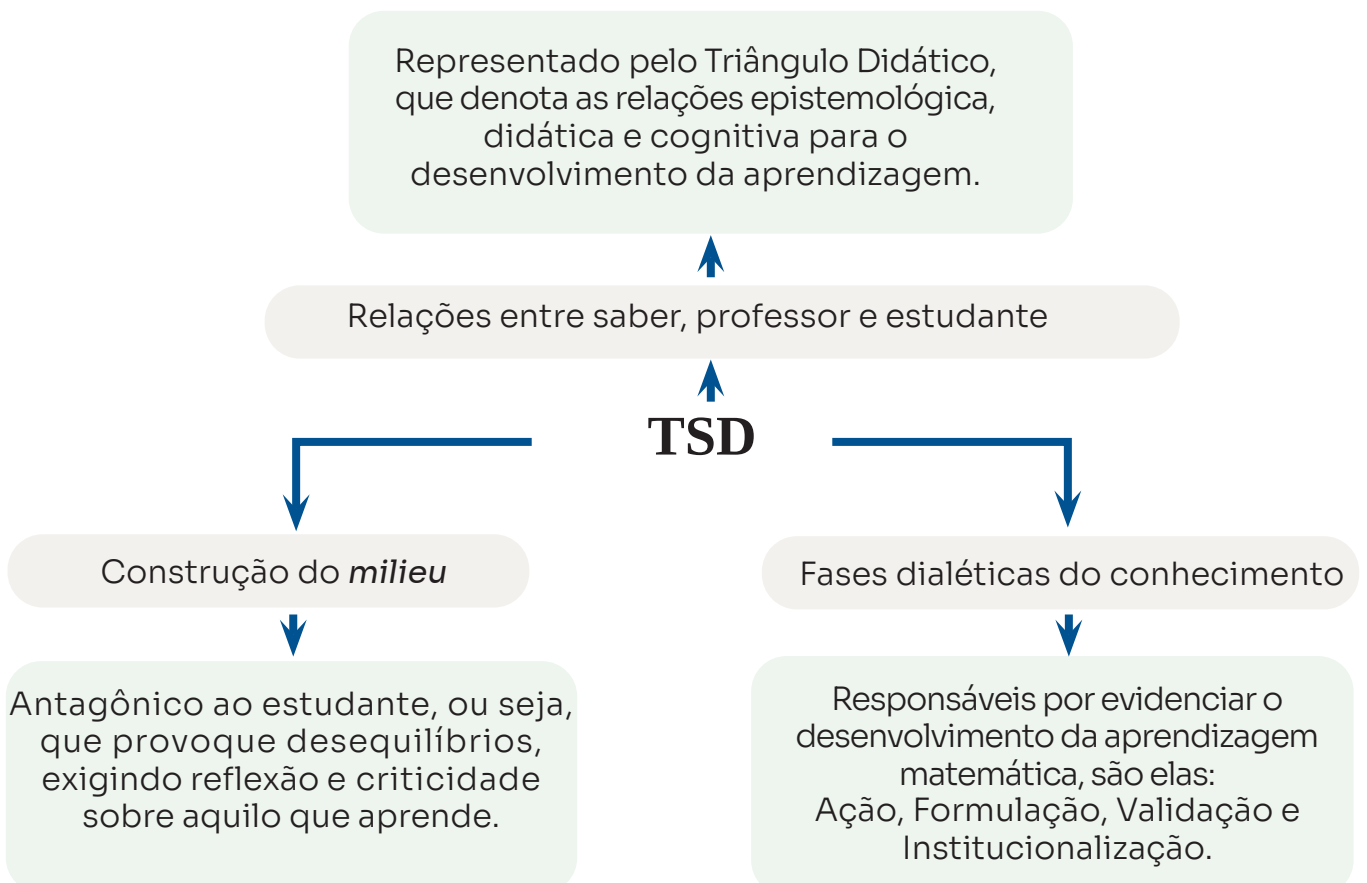 Representado pelo Triângulo Didático,
que denota as relações epistemológica,
didática e cognitiva para o
desenvolvimento da aprendizagem.
Relações entre saber, professor e estudante
TSD
Construção do milieu
Antagônico ao estudante, ou seja,
que provoque desequilíbrios,
exigindo reflexão e criticidade
sobre aquilo que aprende.
Fases dialéticas do conhecimento
Responsáveis por evidenciar o
desenvolvimento da aprendizagem
matemática, são elas:
Ação, Formulação, Validação e
Institucionalização.